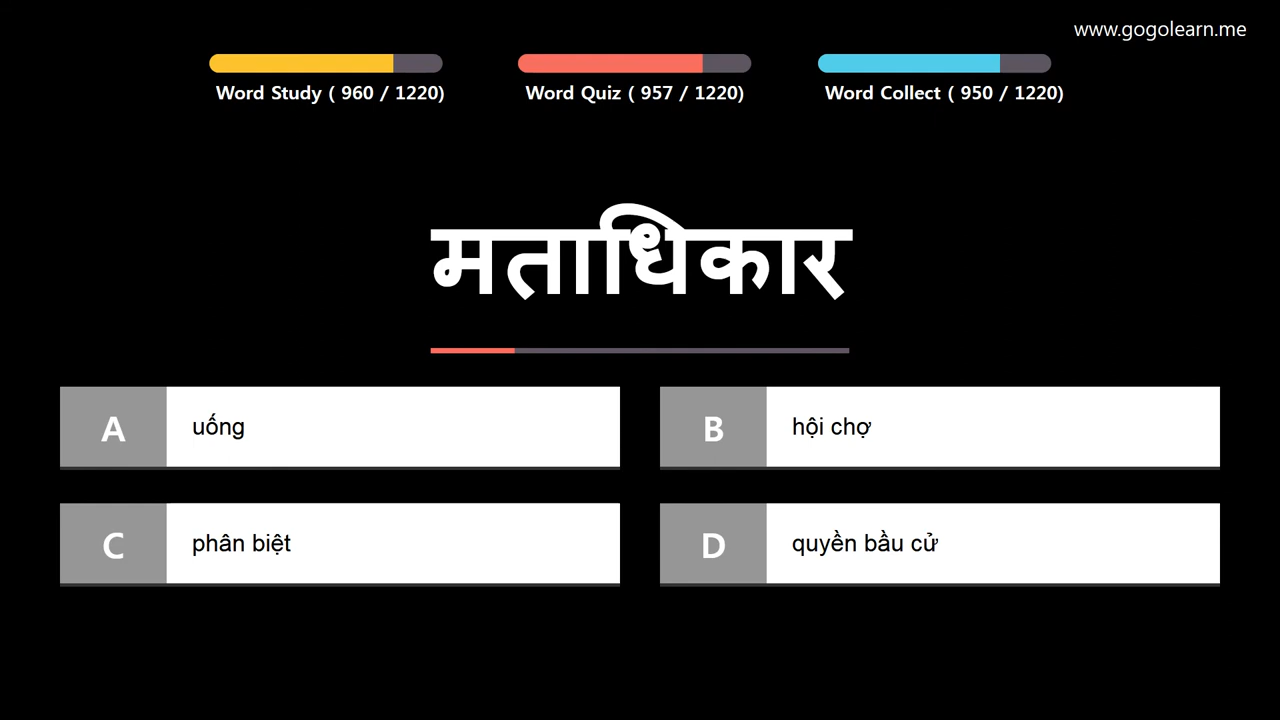 www.gogolearn.me
Word Study ( 960 / 1220)
Word Quiz ( 957 / 1220)
Word Collect ( 950 / 1220)
मताधिकार
A uống
B hội chợ
C phân biệt
D quyền bầu cử